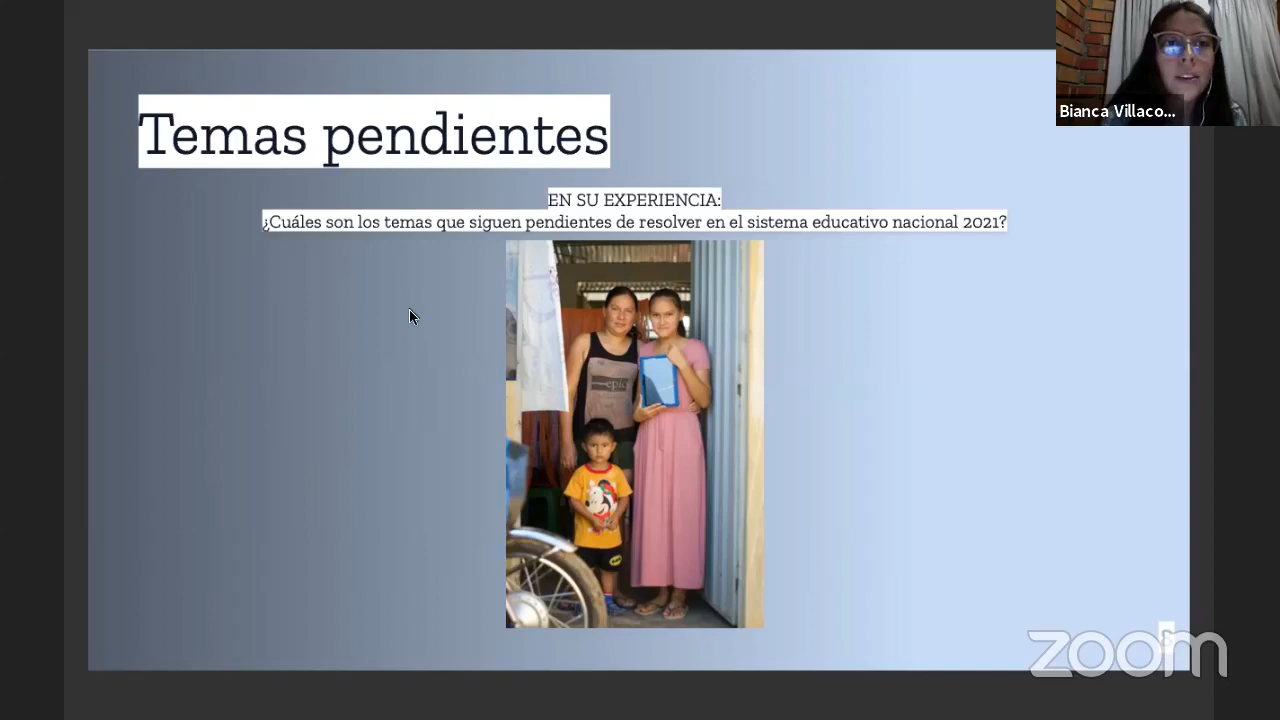 Temas pendientes
EN SU EXPERIENCIA:
¿Cuáles son los temas que siguen pendientes de resolver en el sistema educativo nacional 2021?
epic
Bianca Villaco...
zoom